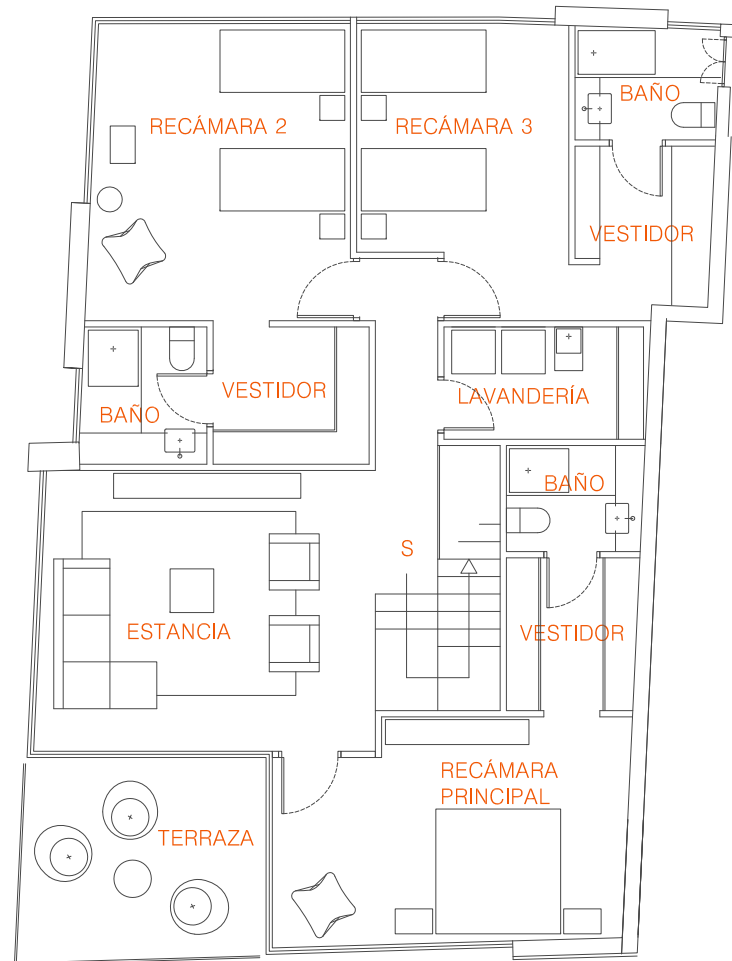 BAÑO
RECÁMARA 2
RECÁMARA 3
VESTIDOR
VESTIDOR
LAVANDERÍA
BAÑO
BAÑO
S
ESTANCIA
VESTIDOR
RECÁMARA
PRINCIPAL
TERRAZA